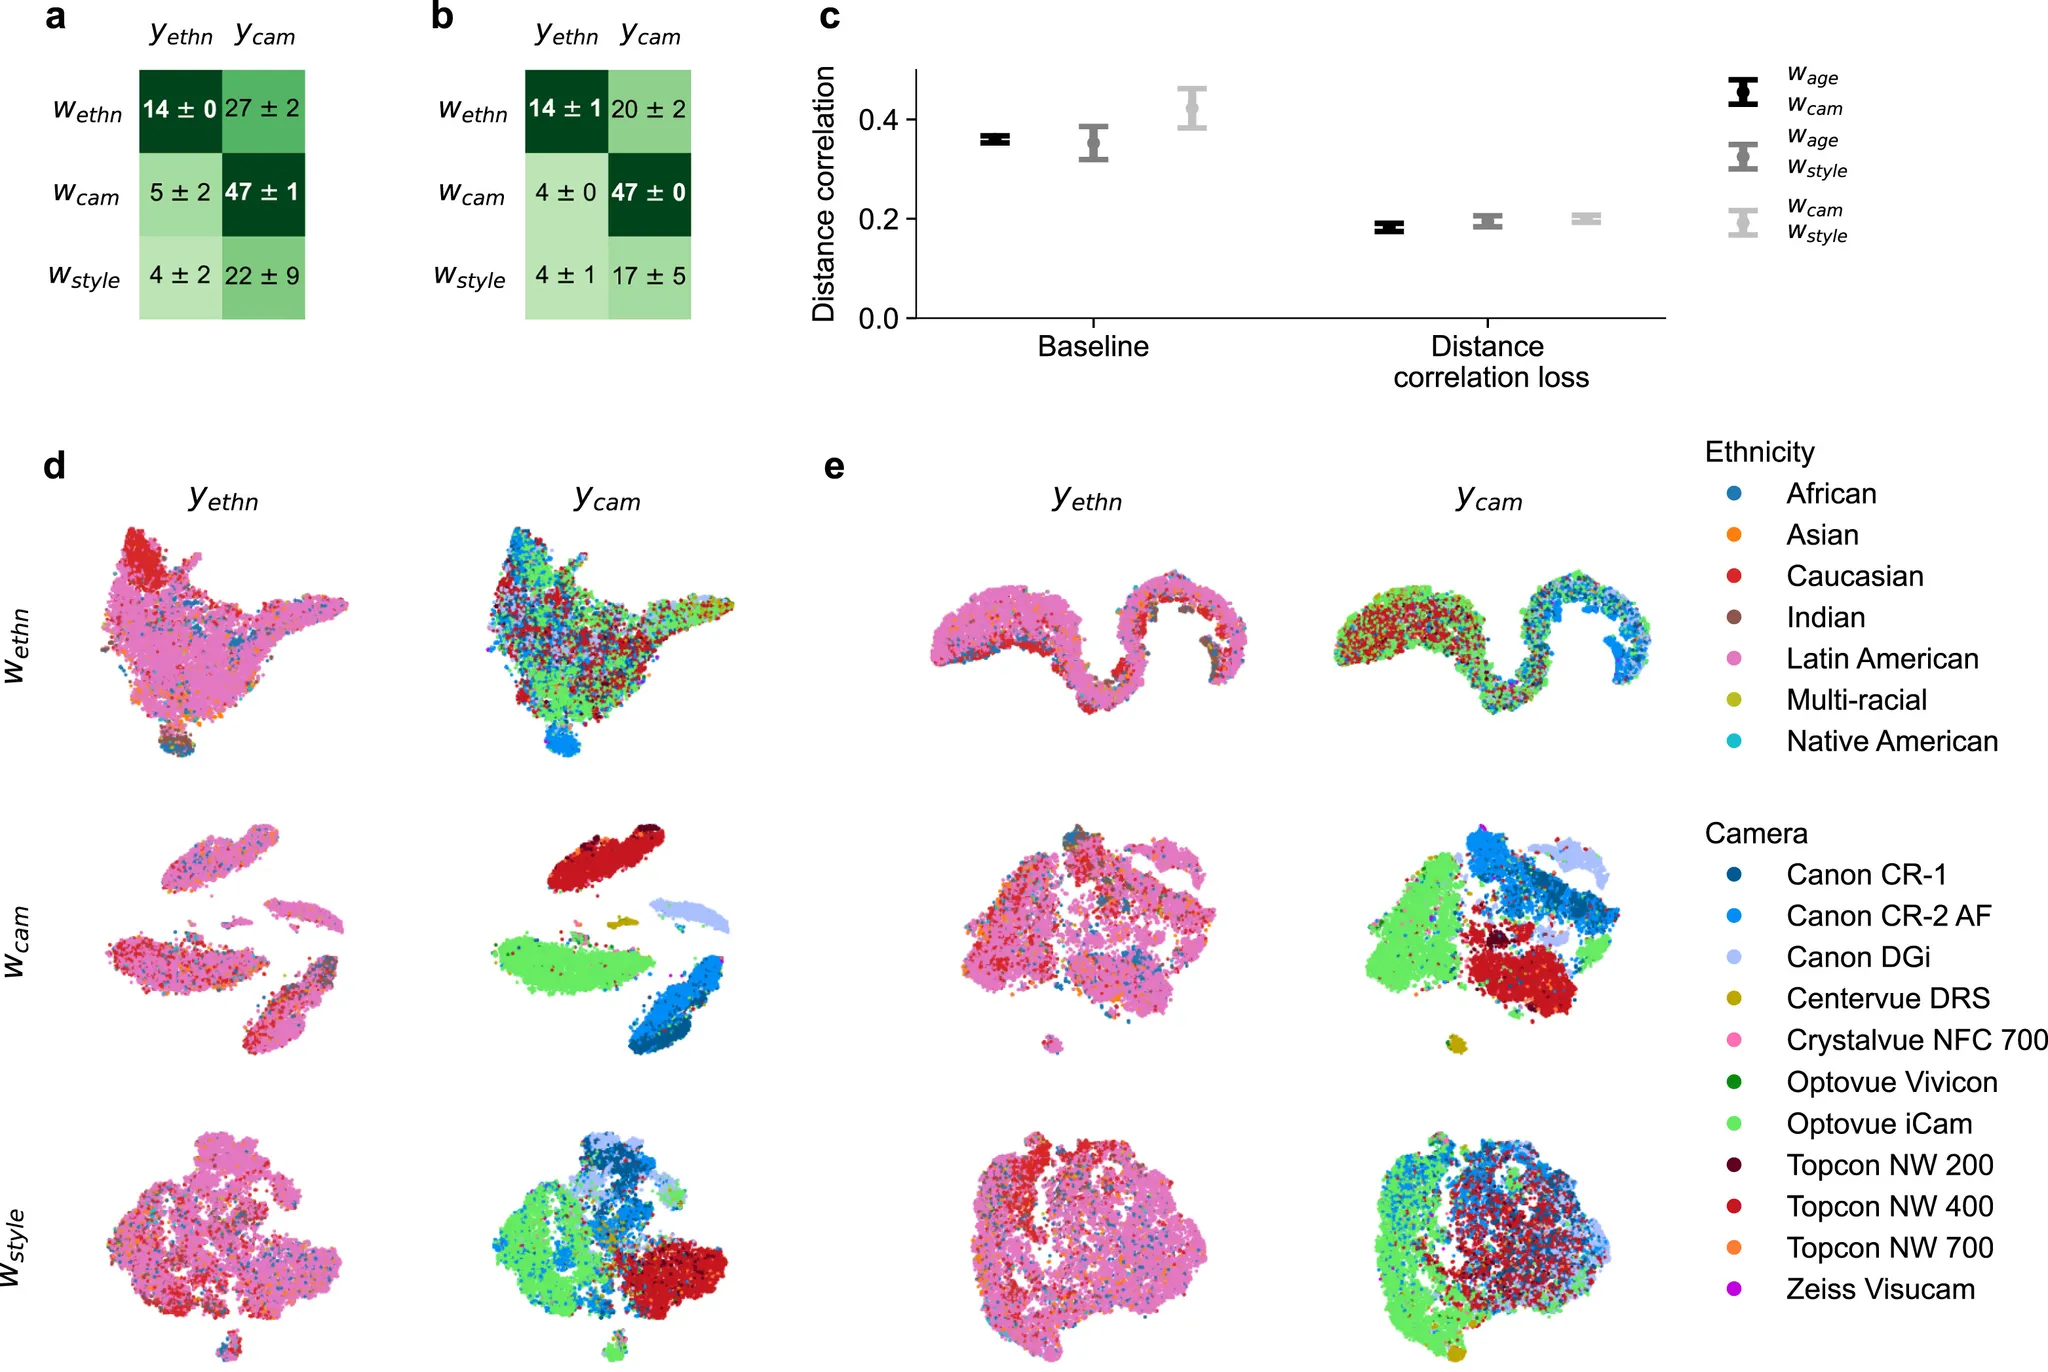 a
y_ethn y_cam
w_ethn 14 ± 0 27 ± 2
w_cam 5 ± 2 47 ± 1
w_style 4 ± 2 22 ± 9
b
y_ethn y_cam
w_ethn 14 ± 1 20 ± 2
w_cam 4 ± 0 47 ± 0
w_style 4 ± 1 17 ± 5
c
Distance correlation
0.4
0.2
0.0
Baseline
Distance
correlation loss
w_age
w_cam
w_age
w_style
w_cam
w_style
d
y_ethn y_cam
w_ethn
w_cam
w_style
e
y_ethn y_cam
Ethnicity
African
Asian
Caucasian
Indian
Latin American
Multi-racial
Native American
Camera
Canon CR-1
Canon CR-2 AF
Canon DGi
Centervue DRS
Crystalvue NFC 700
Optovue Vivicon
Optovue iCam
Topcon NW 200
Topcon NW 400
Topcon NW 700
Zeiss Visucam